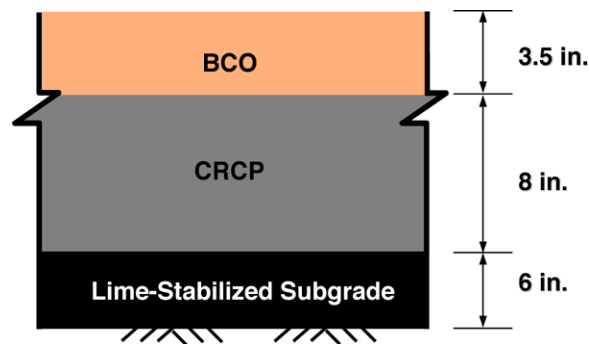 BCO
3.5 in.
CRCP
8 in.
Lime-Stabilized Subgrade
6 in.